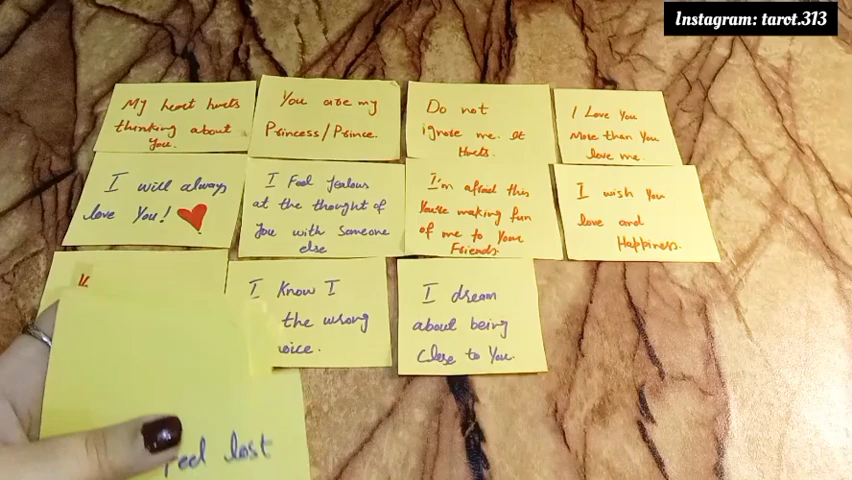 Instagram: tarot.313
My heart hurts
thinking about
you.
You are my
Princess/Prince.
Do not
ignore me. It
Hurts.
I Love You
More than You
love me.
I will always
love You!
I Feel Jealous
at the thought of
You with Someone
else
I'm afraid this
You're making fun
of me to Your
Friends.
I wish You
love and
Happiness.
I Know I
the wrong
I dream
about being
Close to You.
lost